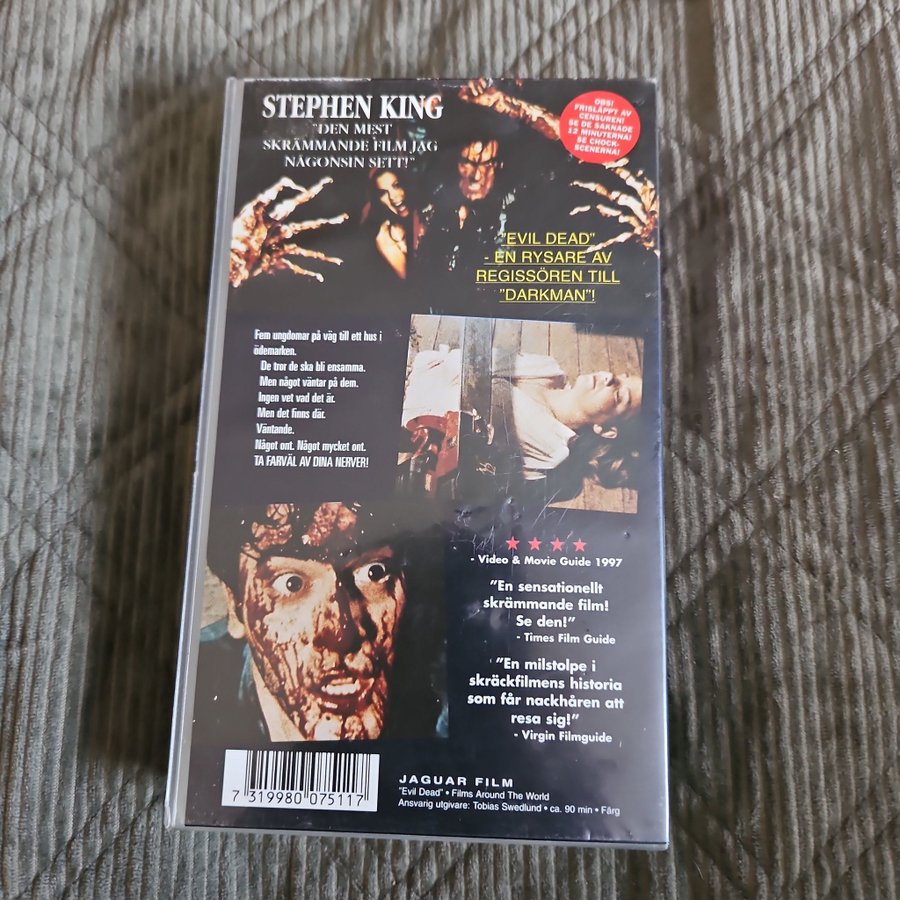 STEPHEN KING
"DEN MEST
SKRÄMMANDE FILM JAG
NÅGONSIN SETT!"
OBS!
FRISLÄPPT AV
CENSUREN!
SE DE SAKNADE
12 MINUTERNA!
SE CHOCK-
SCENERNA!
"EVIL DEAD"
- EN RYSARE AV
REGISSÖREN TILL
"DARKMAN"!
Fem ungdomar på väg till ett hus i
ödemarken.
De tror de ska bli ensamma.
Men något väntar på dem.
Ingen vet vad det är.
Men det finns där.
Väntande.
Något ont. Något mycket ont.
TA FARVÄL AV DINA NERVER!
- Video & Movie Guide 1997
"En sensationellt
skrämmande film!
Se den!"
- Times Film Guide
"En milstolpe i
skräckfilmens historia
som får nackhåren att
resa sig!"
- Virgin Filmguide
7 319980 075117
JAGUAR FILM
"Evil Dead" • Films Around The World
Ansvarig utgivare: Tobias Swedlund • ca. 90 min • Färg